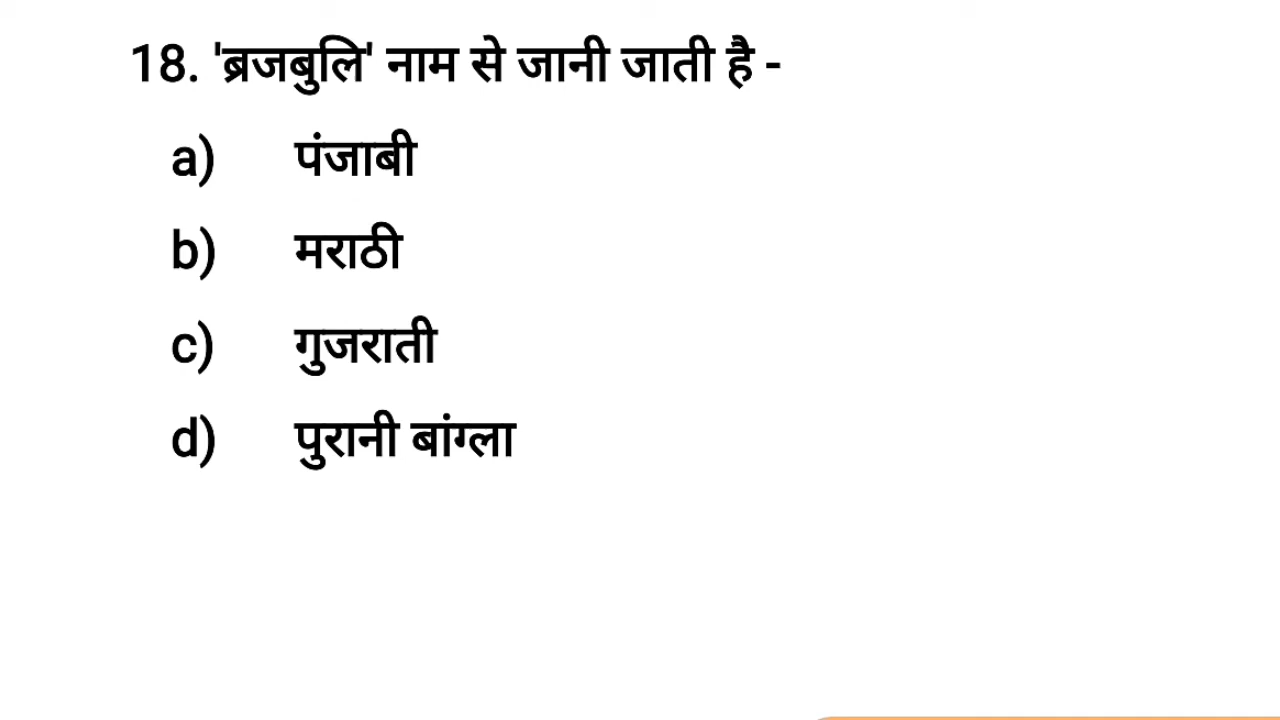 18. 'ब्रजबुलि' नाम से जानी जाती है -
a) पंजाबी
b) मराठी
c) गुजराती
d) पुरानी बांग्ला